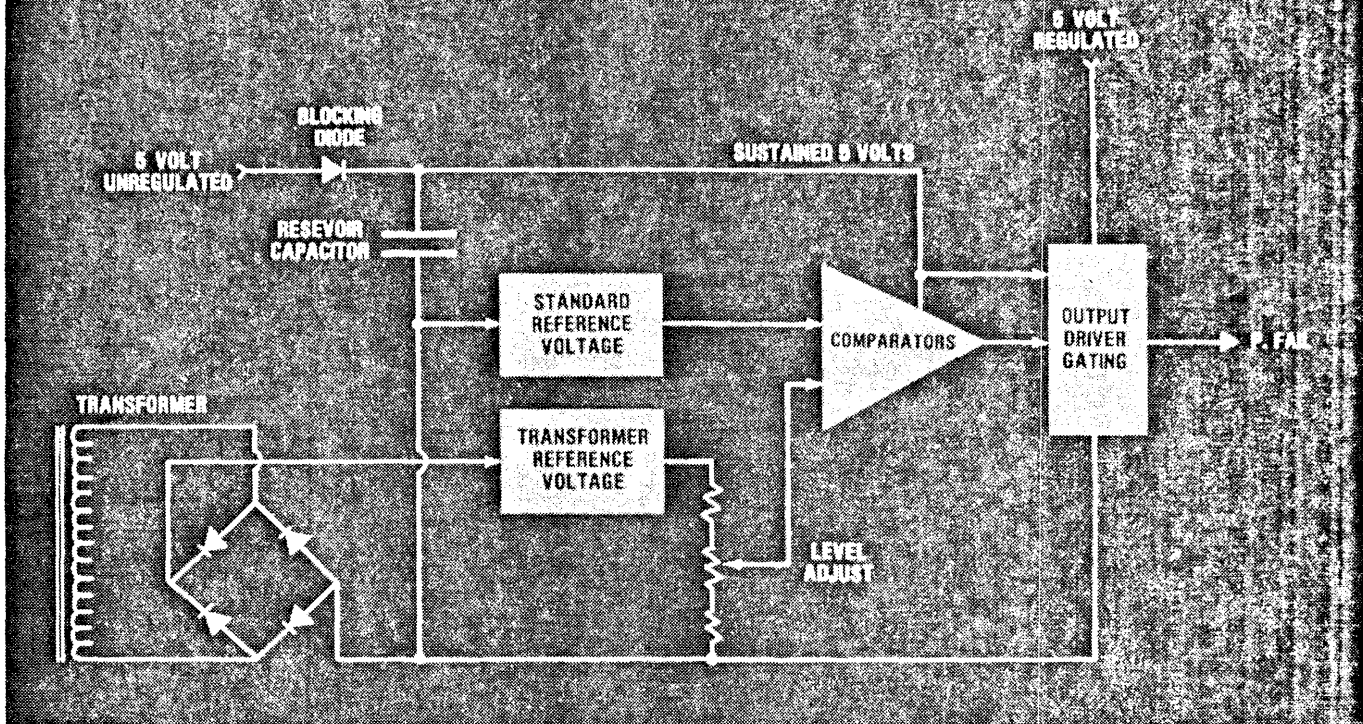 5 VOLT
REGULATED
BLOCKING
DIODE
5 VOLT
UNREGULATED
SUSTAINED 5 VOLTS
RESEVOIR
CAPACITOR
STANDARD
REFERENCE
VOLTAGE
COMPARATORS
OUTPUT
DRIVER
GATING
P. FAIL
TRANSFORMER
TRANSFORMER
REFERENCE
VOLTAGE
LEVEL
ADJUST